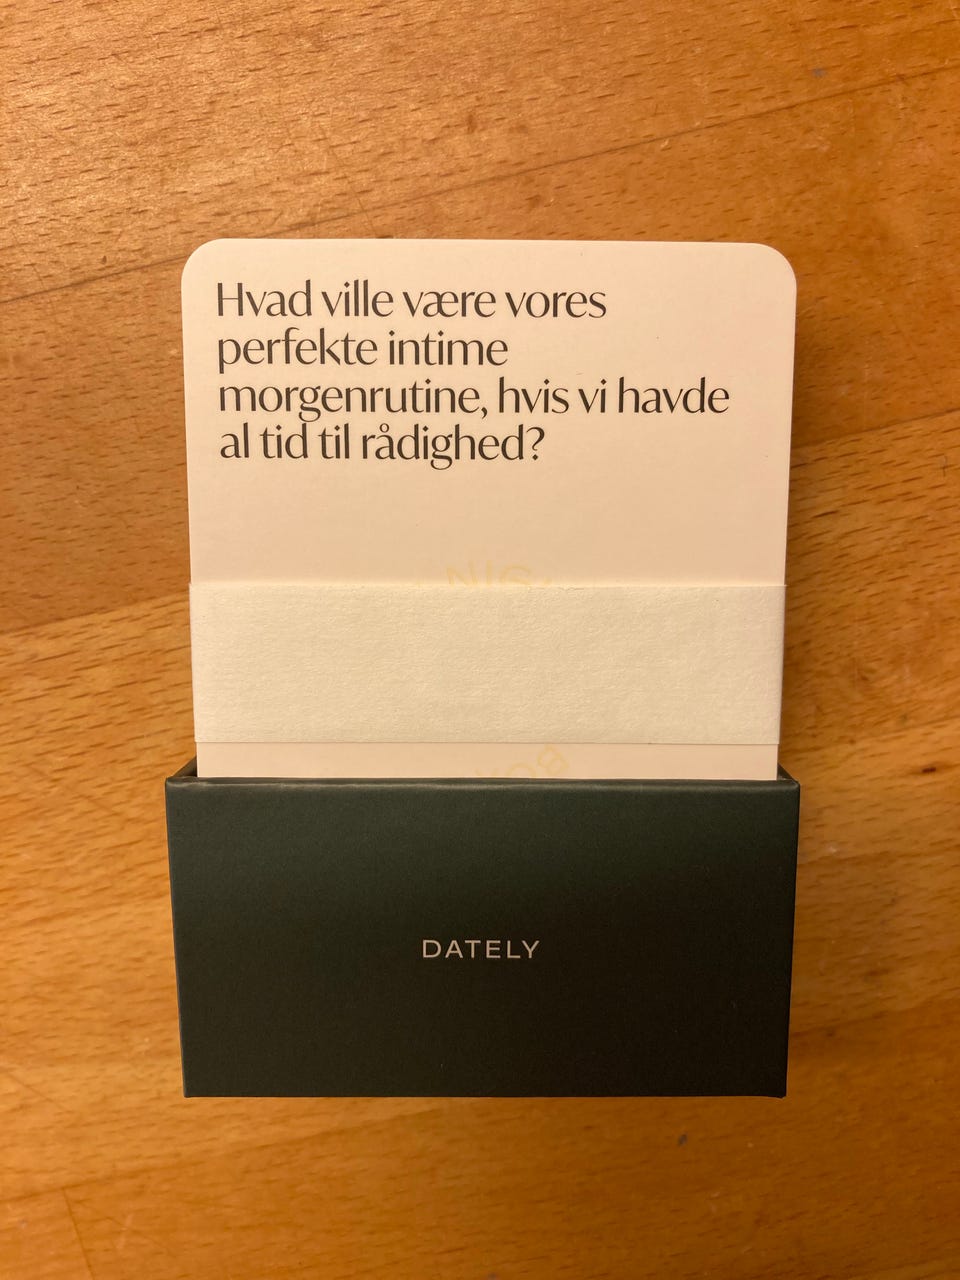 Hvad ville være vores
perfekte intime
morgenrutine, hvis vi havde
al tid til rådighed?
DATELY